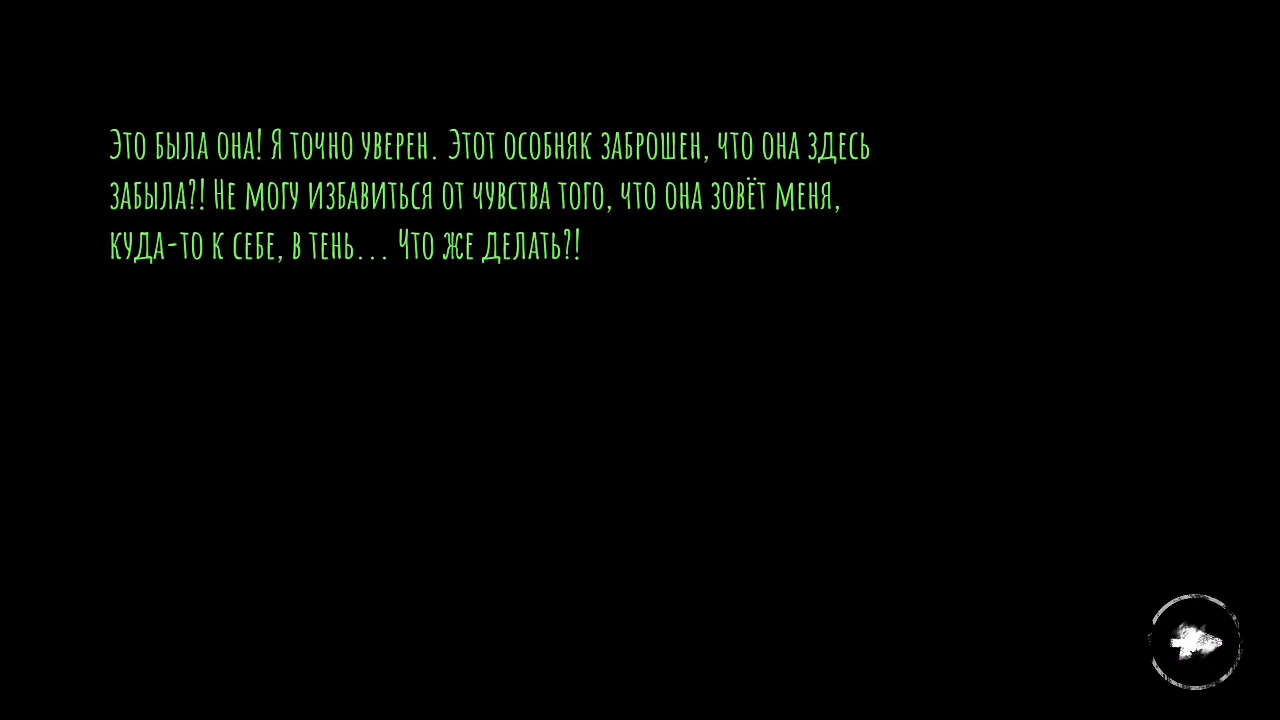 Это была она! Я точно уверен. Этот особняк заброшен, что она здесь
забыла?! Не могу избавиться от чувства того, что она зовёт меня,
куда-то к себе, в тень... Что же делать?!